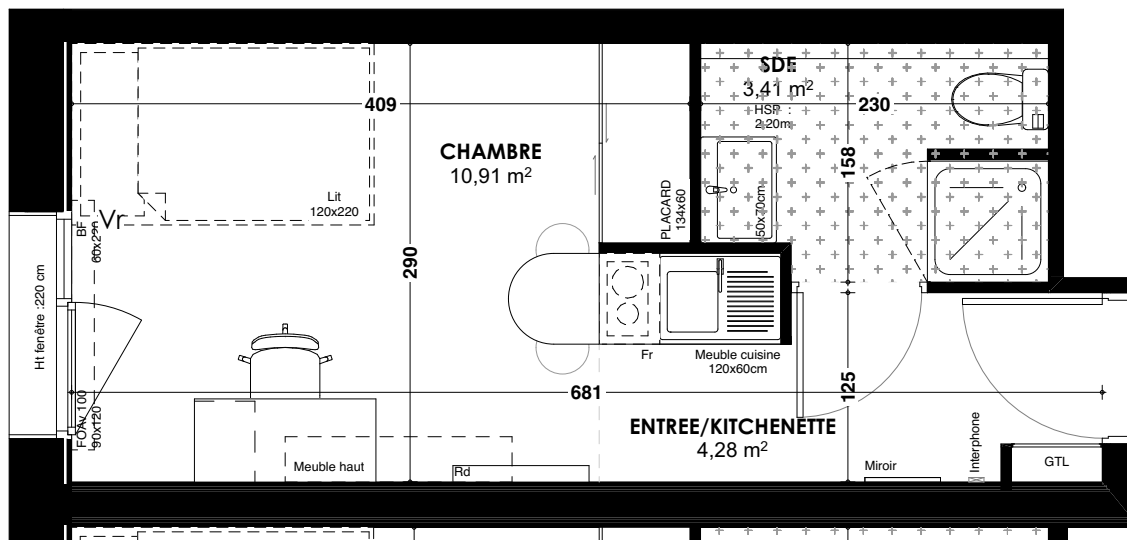 SDE
3,41 m²
HSP :
2.20m
409
230
CHAMBRE
10,91 m²
158
Lit
120x220
PLACARD
134x60
50x70cm
Vr
BF
60x220
290
Ht fenêtre :220 cm
Fr
Meuble cuisine
120x60cm
681
125
FOAv 100
90x120
ENTREE/KITCHENETTE
4,28 m²
Meuble haut
Rd
Miroir
Interphone
GTL